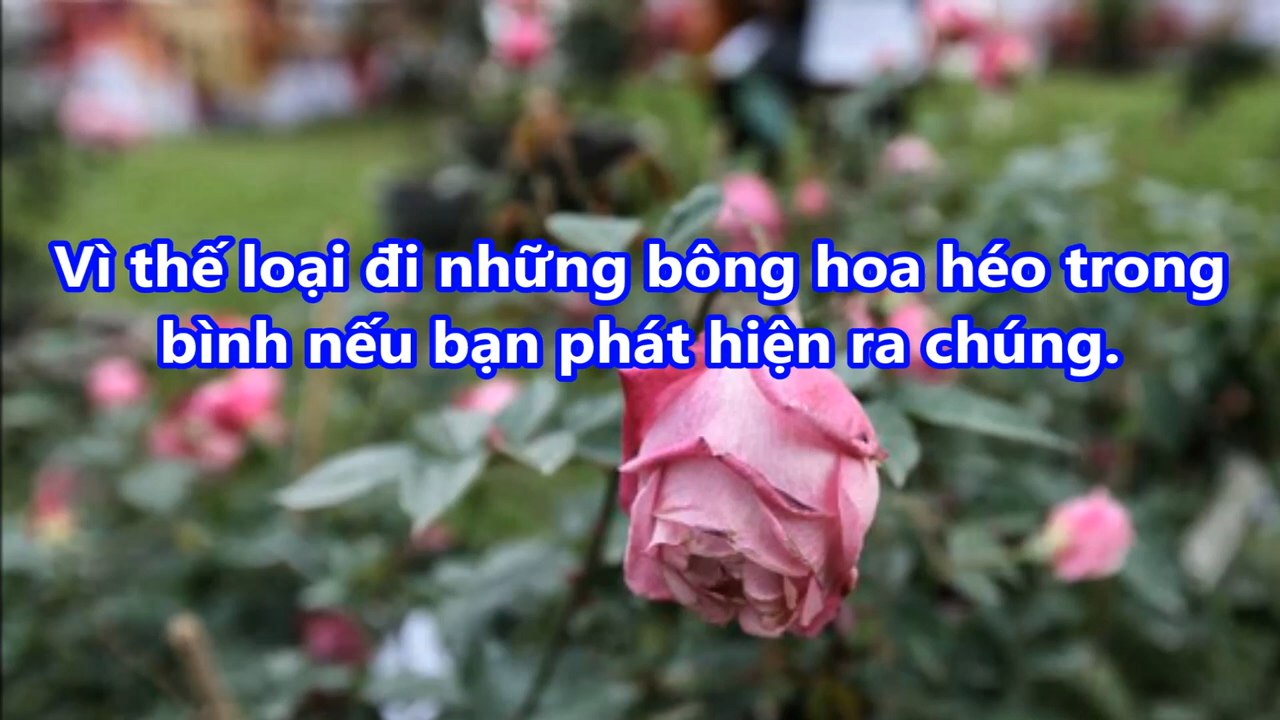 Vì thế loại đi những bông hoa héo trong
bình nếu bạn phát hiện ra chúng.